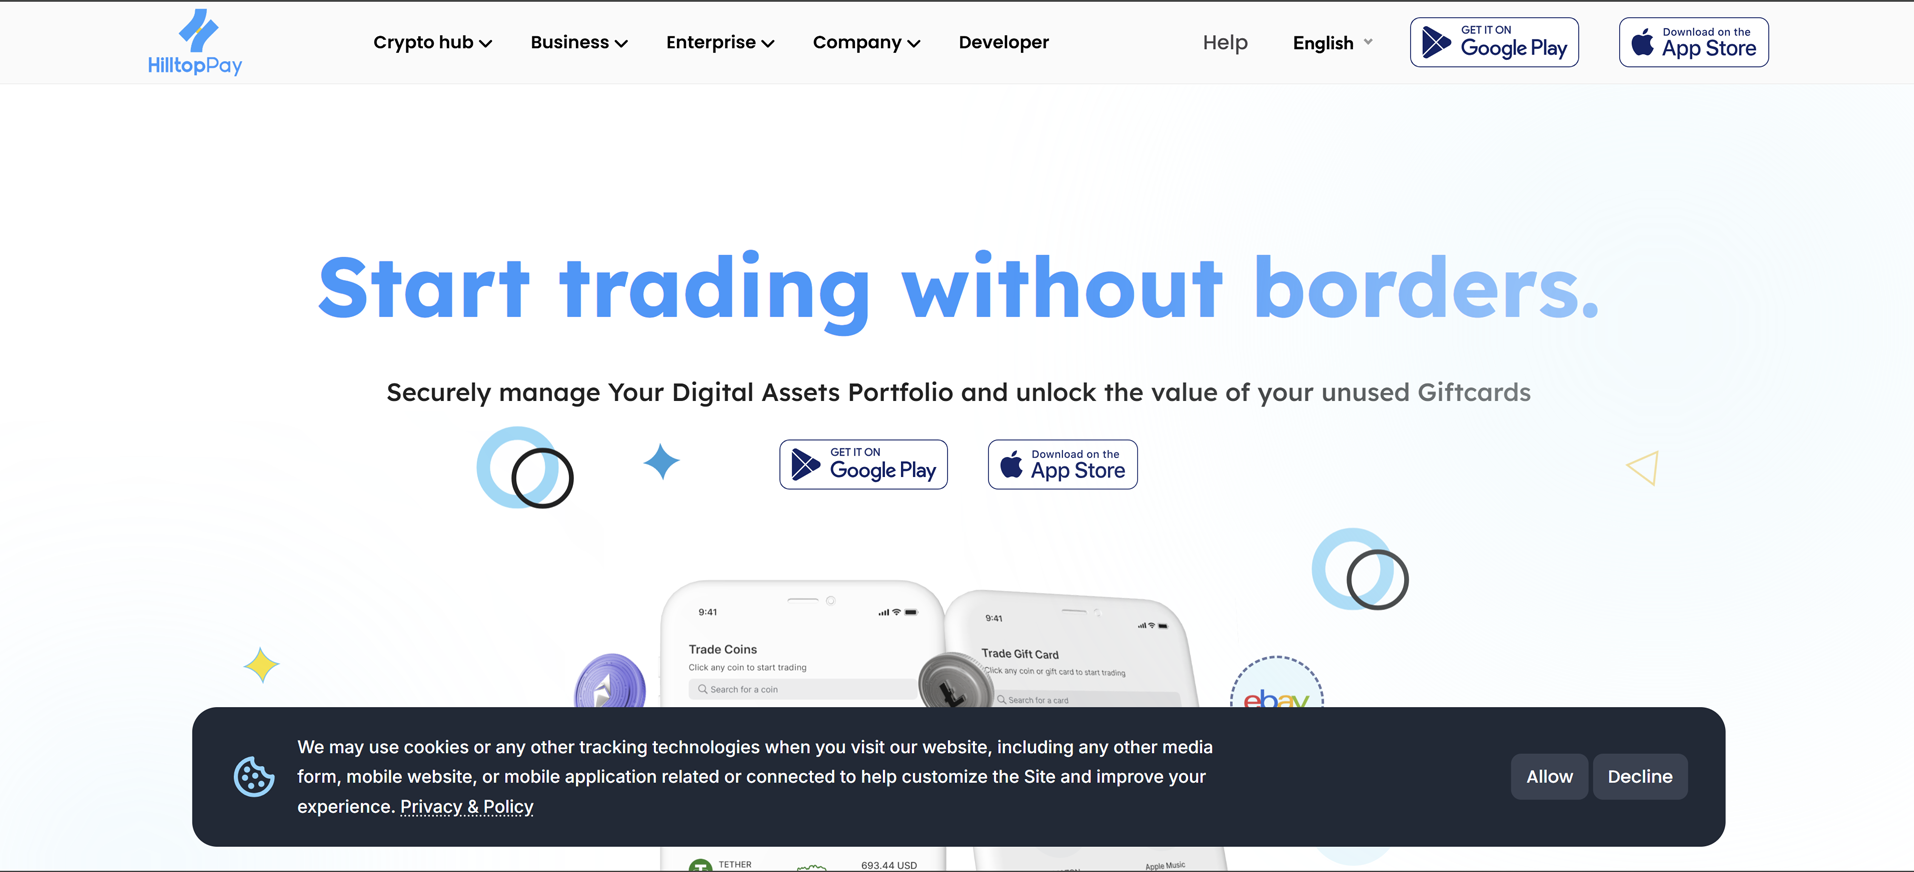 HilltopPay
Crypto hub
Business
Enterprise
Company
Developer
Help
English
GET IT ON
Google Play
Download on the
App Store
Start trading without borders.
Securely manage Your Digital Assets Portfolio and unlock the value of your unused Giftcards
GET IT ON
Google Play
Download on the
App Store
9:41
Trade Coins
Click any coin to start trading
Search for a coin
9:41
Trade Gift Card
Click any coin or gift card to start trading
Search for a card
ebay
We may use cookies or any other tracking technologies when you visit our website, including any other media
form, mobile website, or mobile application related or connected to help customize the Site and improve your
experience. Privacy & Policy
Allow
Decline
TETHER
693.44 USD
Apple Music